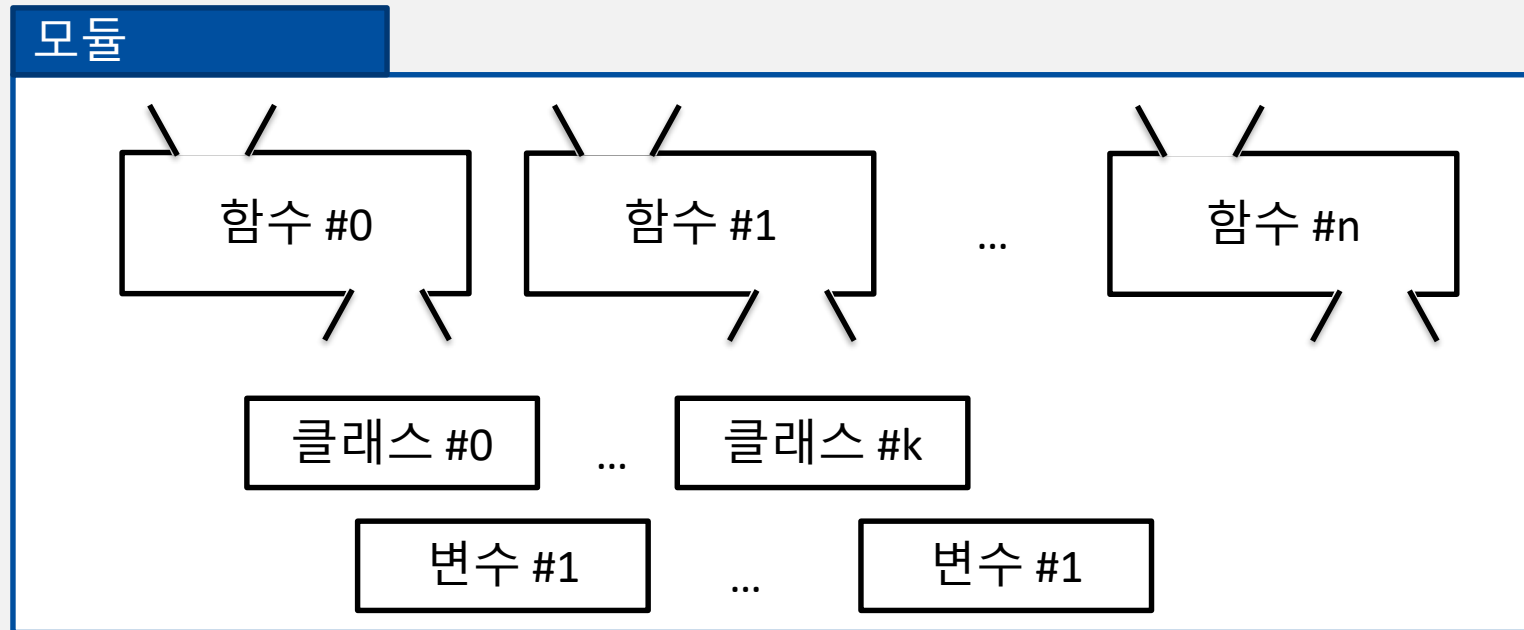 모듈
함수 #0 함수 #1 ... 함수 #n
클래스 #0 ... 클래스 #k
변수 #1 ... 변수 #1